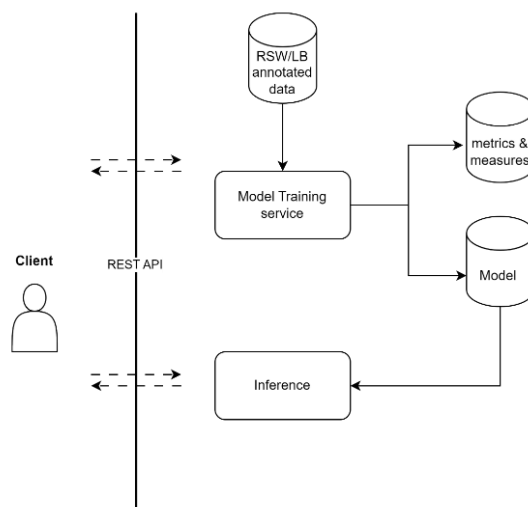 RSW/LB
annotated
data
metrics &
measures
Model Training
service
Client
REST API
Model
Inference